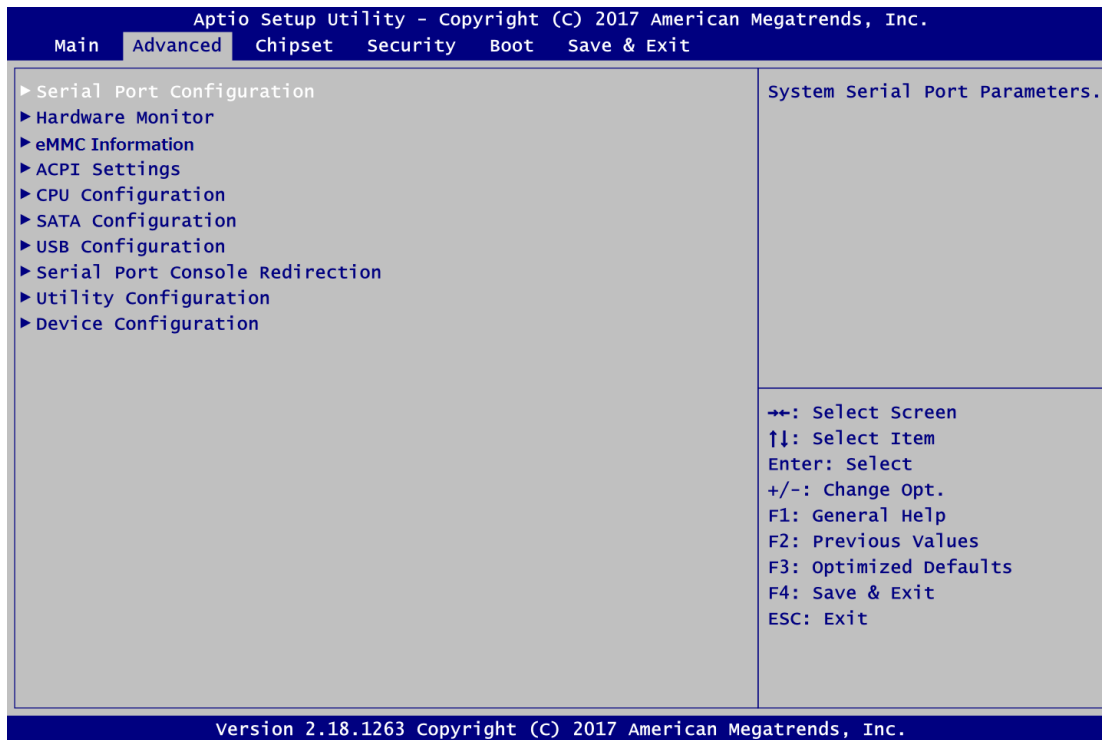 Aptio Setup Utility – Copyright (C) 2017 American Megatrends, Inc.
Main Advanced Chipset Security Boot Save & Exit
►Serial Port Configuration
►Hardware Monitor
►eMMC Information
►ACPI Settings
►CPU Configuration
►SATA Configuration
►USB Configuration
►Serial Port Console Redirection
►Utility Configuration
►Device Configuration
System Serial Port Parameters.
→←: Select Screen
↑↓: Select Item
Enter: Select
+/-: Change Opt.
F1: General Help
F2: Previous Values
F3: Optimized Defaults
F4: Save & Exit
ESC: Exit
Version 2.18.1263 Copyright (C) 2017 American Megatrends, Inc.